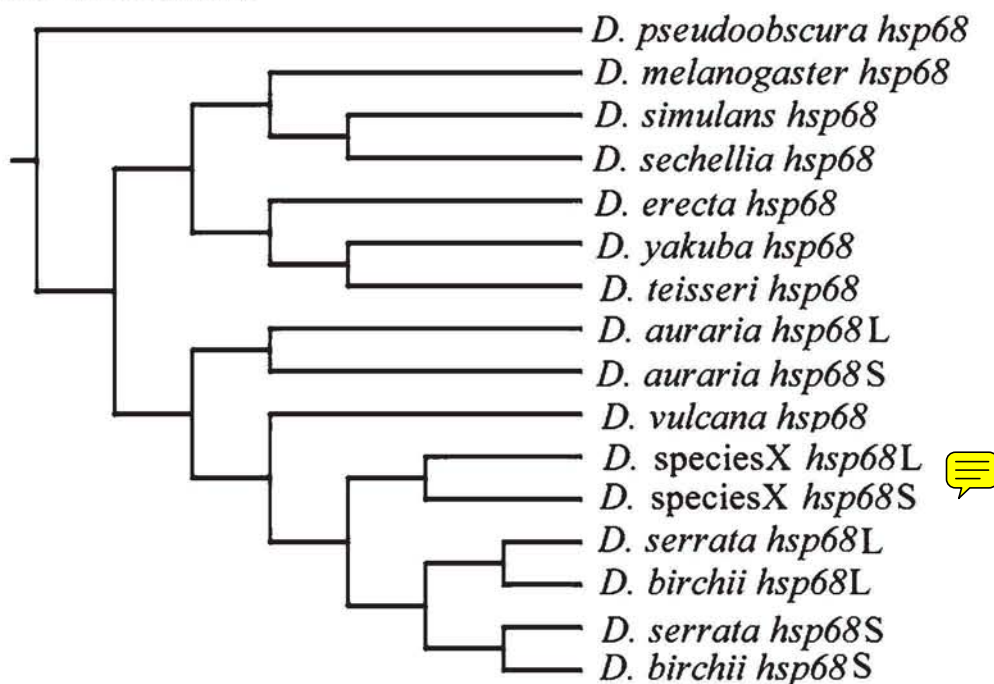 D. pseudoobscura hsp68
D. melanogaster hsp68
D. simulans hsp68
D. sechellia hsp68
D. erecta hsp68
D. yakuba hsp68
D. teisseri hsp68
D. auraria hsp68L
D. auraria hsp68S
D. vulcana hsp68
D. speciesX hsp68L
D. speciesX hsp68S
D. serrata hsp68L
D. birchii hsp68L
D. serrata hsp68S
D. birchii hsp68S